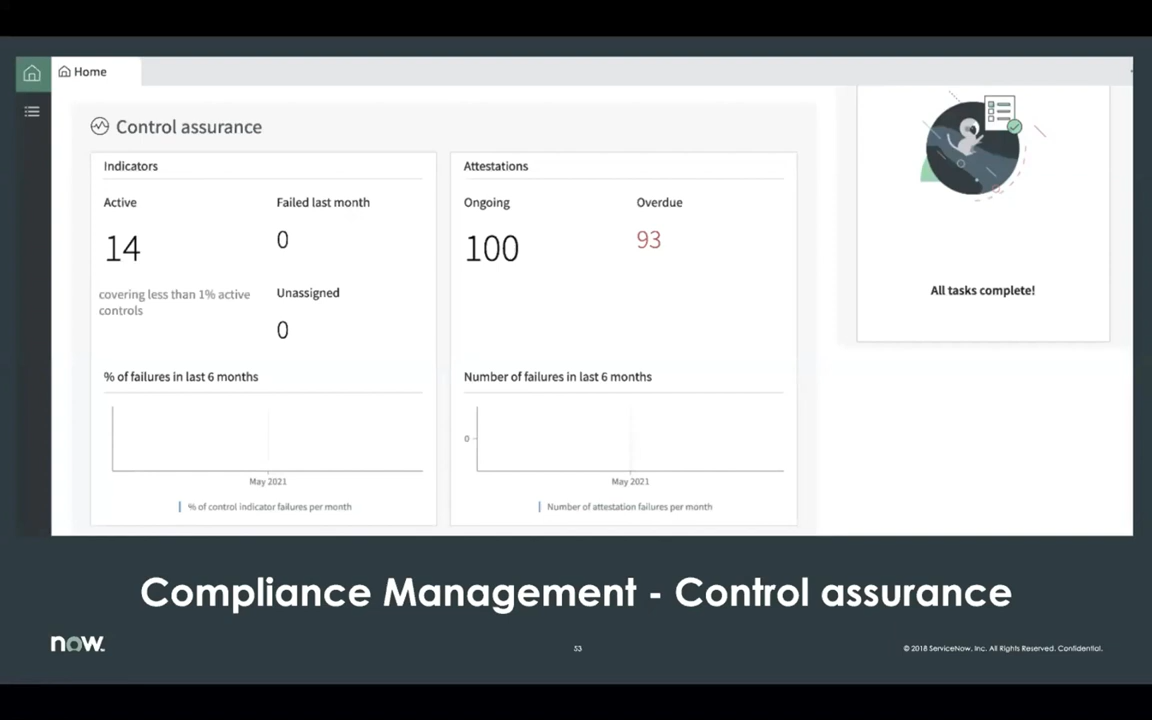 Home
Control assurance
Indicators
Active
Failed last month
14
0
covering less than 1% active
controls
Unassigned
0
% of failures in last 6 months
May 2021
% of control indicator failures per month
Attestations
Ongoing
Overdue
100
93
Number of failures in last 6 months
0
May 2021
Number of attestation failures per month
All tasks complete!
Compliance Management - Control assurance
now.
53
© 2018 ServiceNow, Inc. All Rights Reserved. Confidential.